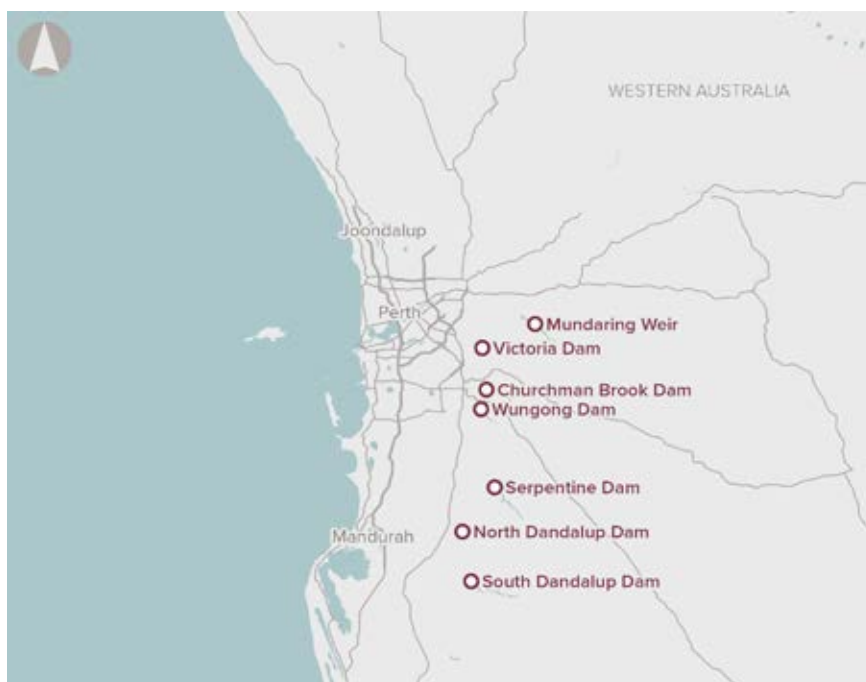 WESTERN AUSTRALIA
Joondalup
Perth
Mundaring Weir
Victoria Dam
Churchman Brook Dam
Wungong Dam
Serpentine Dam
North Dandalup Dam
Mandurah
South Dandalup Dam